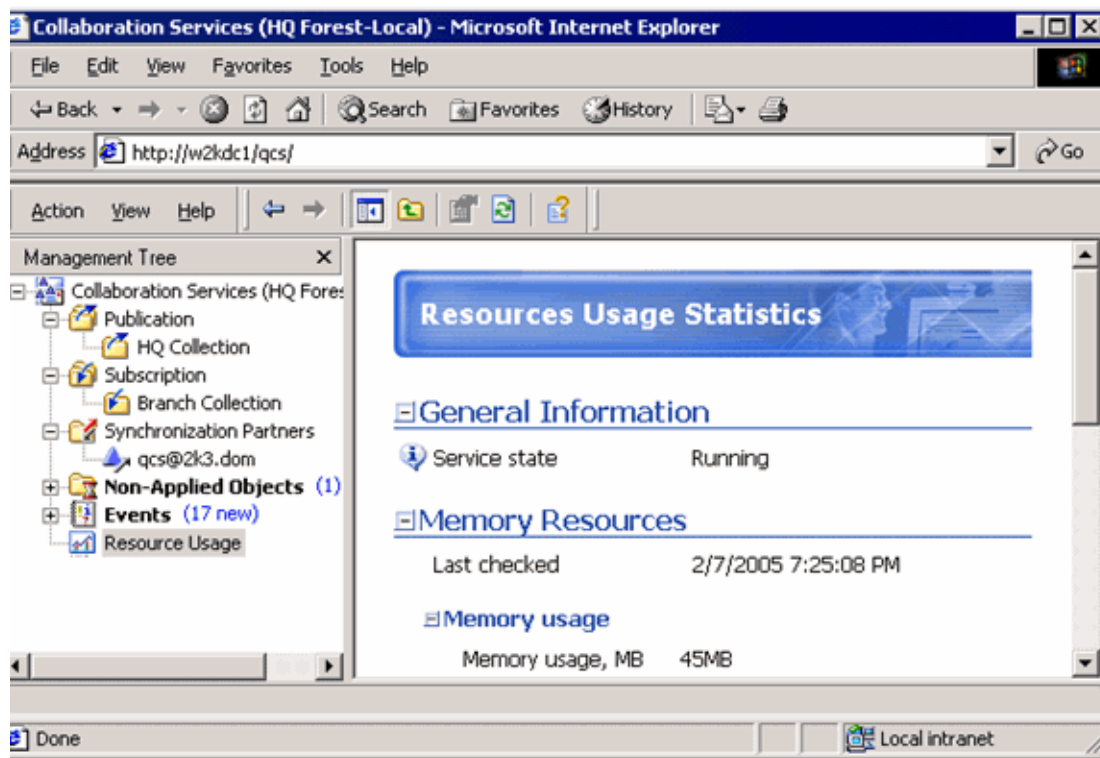 Collaboration Services (HQ Forest-Local) - Microsoft Internet Explorer
File Edit View Favorites Tools Help
Back Search Favorites History
Address http://w2kdc1/qcs/ Go
Action View Help
Management Tree
Collaboration Services (HQ Fores
Publication
HQ Collection
Subscription
Branch Collection
Synchronization Partners
qcs@2k3.dom
Non-Applied Objects (1)
Events (17 new)
Resource Usage
Resources Usage Statistics
General Information
Service state Running
Memory Resources
Last checked 2/7/2005 7:25:08 PM
Memory usage
Memory usage, MB 45MB
Done Local intranet